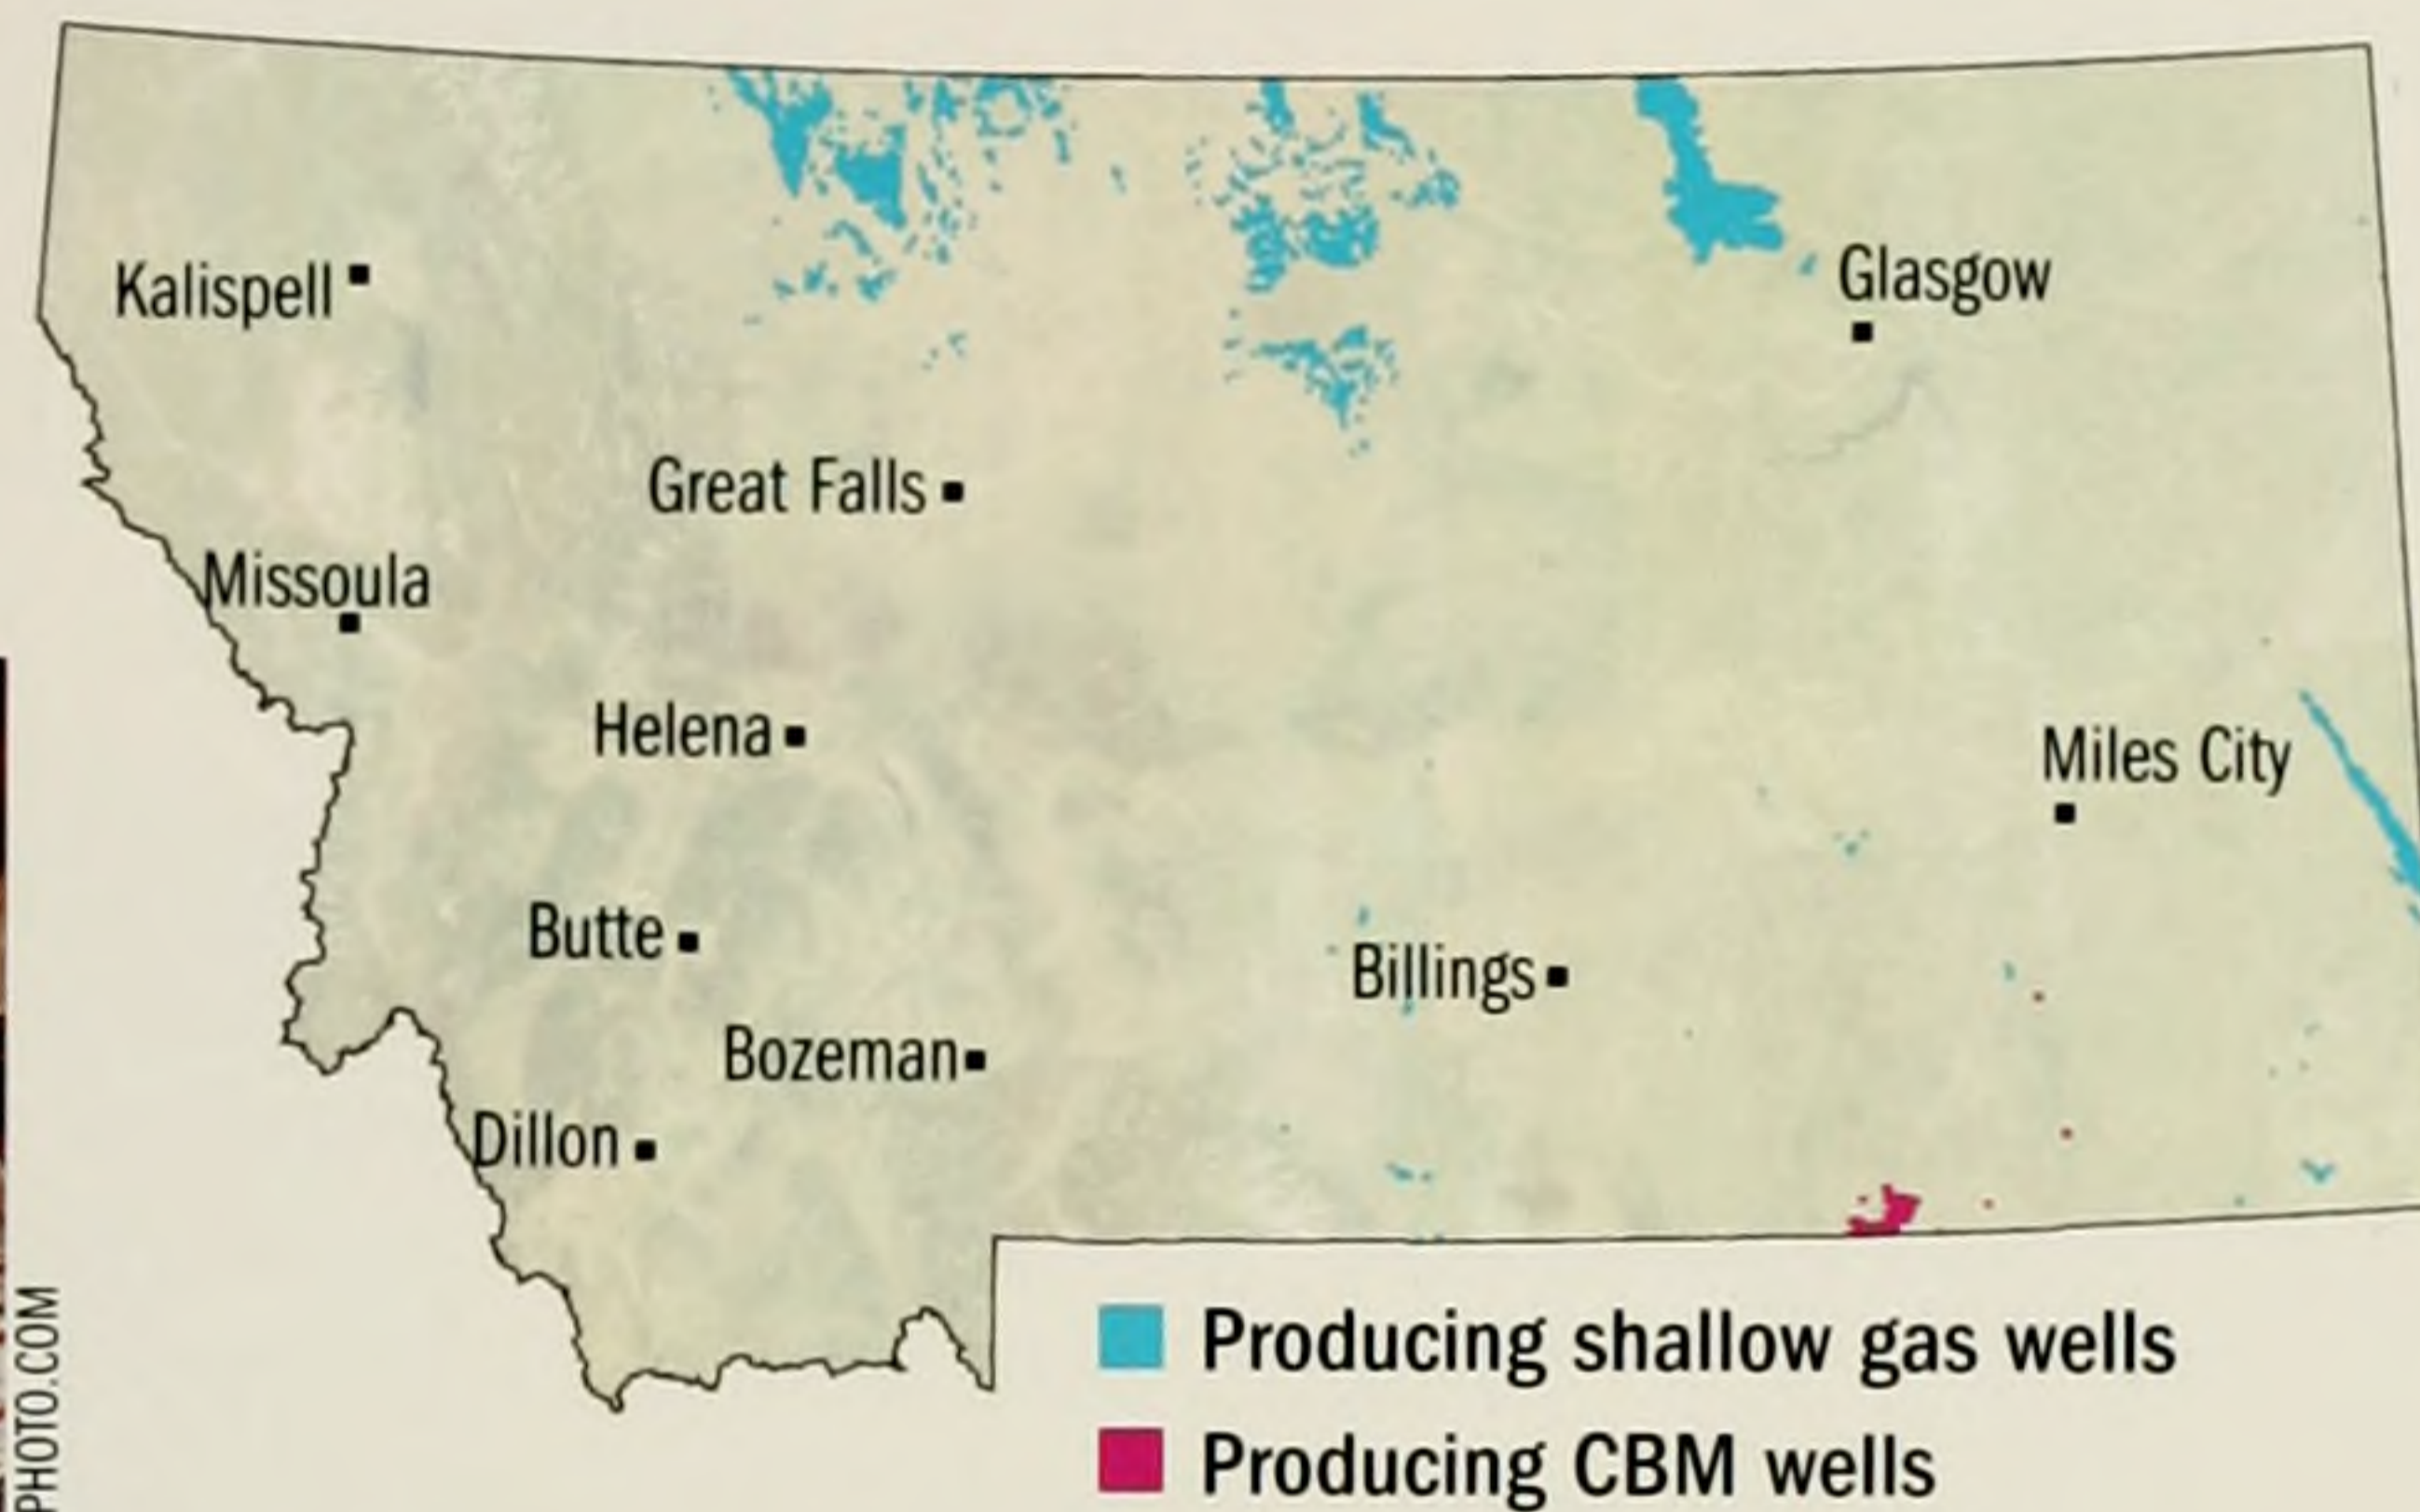 Kalispell
Glasgow
Great Falls
Missoula
Helena
Miles City
Butte
Billings
Bozeman
Dillon
Producing shallow gas wells
Producing CBM wells
PHOTO.COM